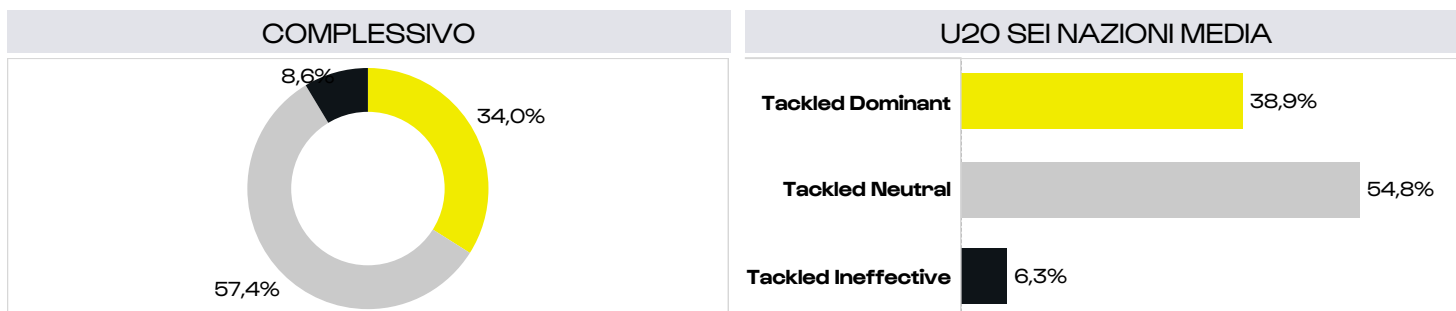 COMPLESSIVO
8,6%
34,0%
57,4%
U20 SEI NAZIONI MEDIA
Tackled Dominant
38,9%
Tackled Neutral
54,8%
Tackled Ineffective
6,3%